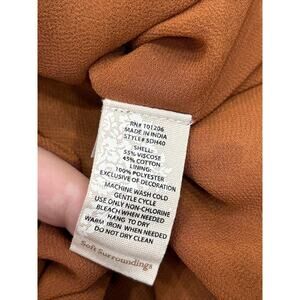 RN# 101206
MADE IN INDIA
STYLE# SDH40
SHELL:
55% VISCOSE
45% COTTON
LINING:
100% POLYESTER
EXCLUSIVE OF DECORATION
MACHINE WASH COLD
GENTLE CYCLE
USE ONLY NON-CHLORINE
BLEACH WHEN NEEDED
HANG TO DRY
WARM IRON WHEN NEEDED
DO NOT DRY CLEAN
Soft Surroundings